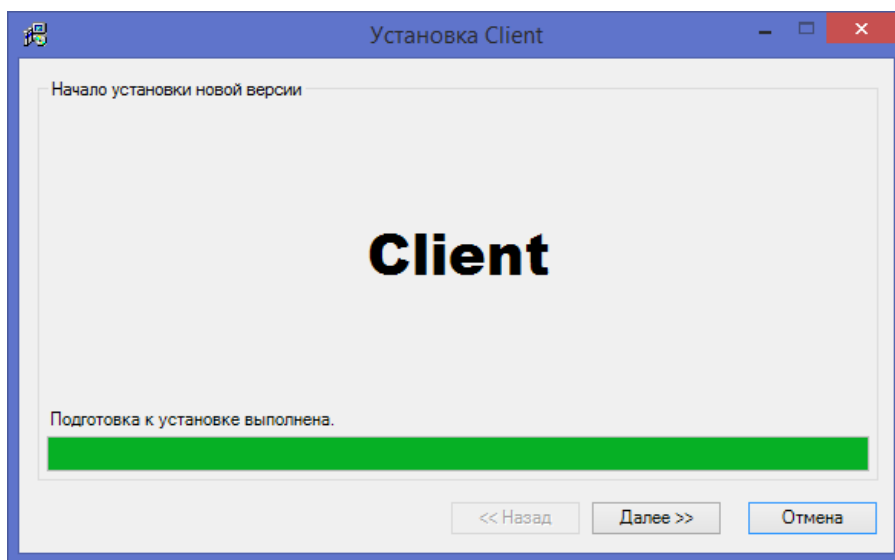 Установка Client
Начало установки новой версии
Client
Подготовка к установке выполнена.
<< Назад
Далее >>
Отмена